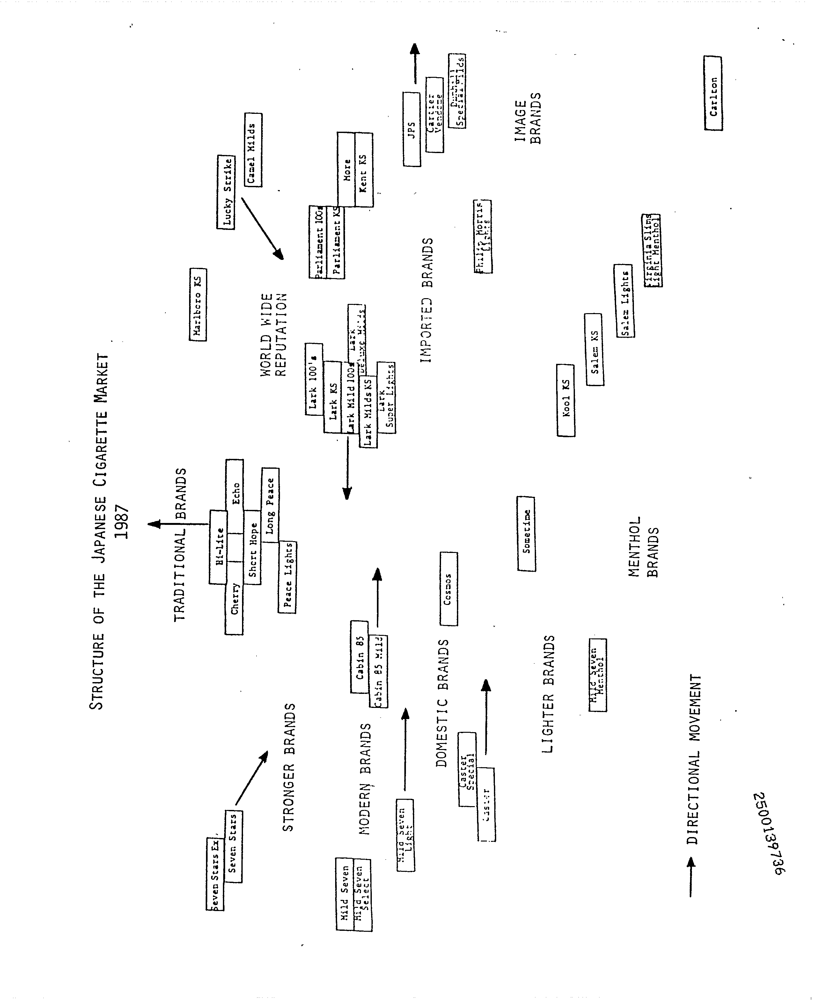 STRUCTURE OF THE JAPANESE CIGARETTE MARKET
1987
TRADITIONAL BRANDS
Marlboro KS
Seven Stars Ex.
Seven Stars
Hi-Lite
Cherry
Echo
Short Hope
Long Peace
Peace Lights
Lucky Strike
Camel Milds
STRONGER BRANDS
WORLD WIDE
REPUTATION
Lark 100's
Lark KS
Lark Mild 100s
Lark
Deluxe Milds
Lark Milds KS
Lark
Super Lights
Parliament 100s
Parliament KS
More
Kent KS
Mild Seven
Mild Seven
Select
MODERN BRANDS
Cabin 85
Cabin 85 Mild
Mild Seven
Light
JPS
Cartier
Vendome
Dunhill
Special Milds
IMPORTED BRANDS
DOMESTIC BRANDS
Cosmos
Caster
Special
Caster
Philip Morris
Lights
IMAGE
BRANDS
Sometime
LIGHTER BRANDS
Kool KS
Salem KS
Salem Lights
Virginia Slims
Light Menthol
Mild Seven
Menthol
MENTHOL
BRANDS
Carlton
DIRECTIONAL MOVEMENT
2500139736